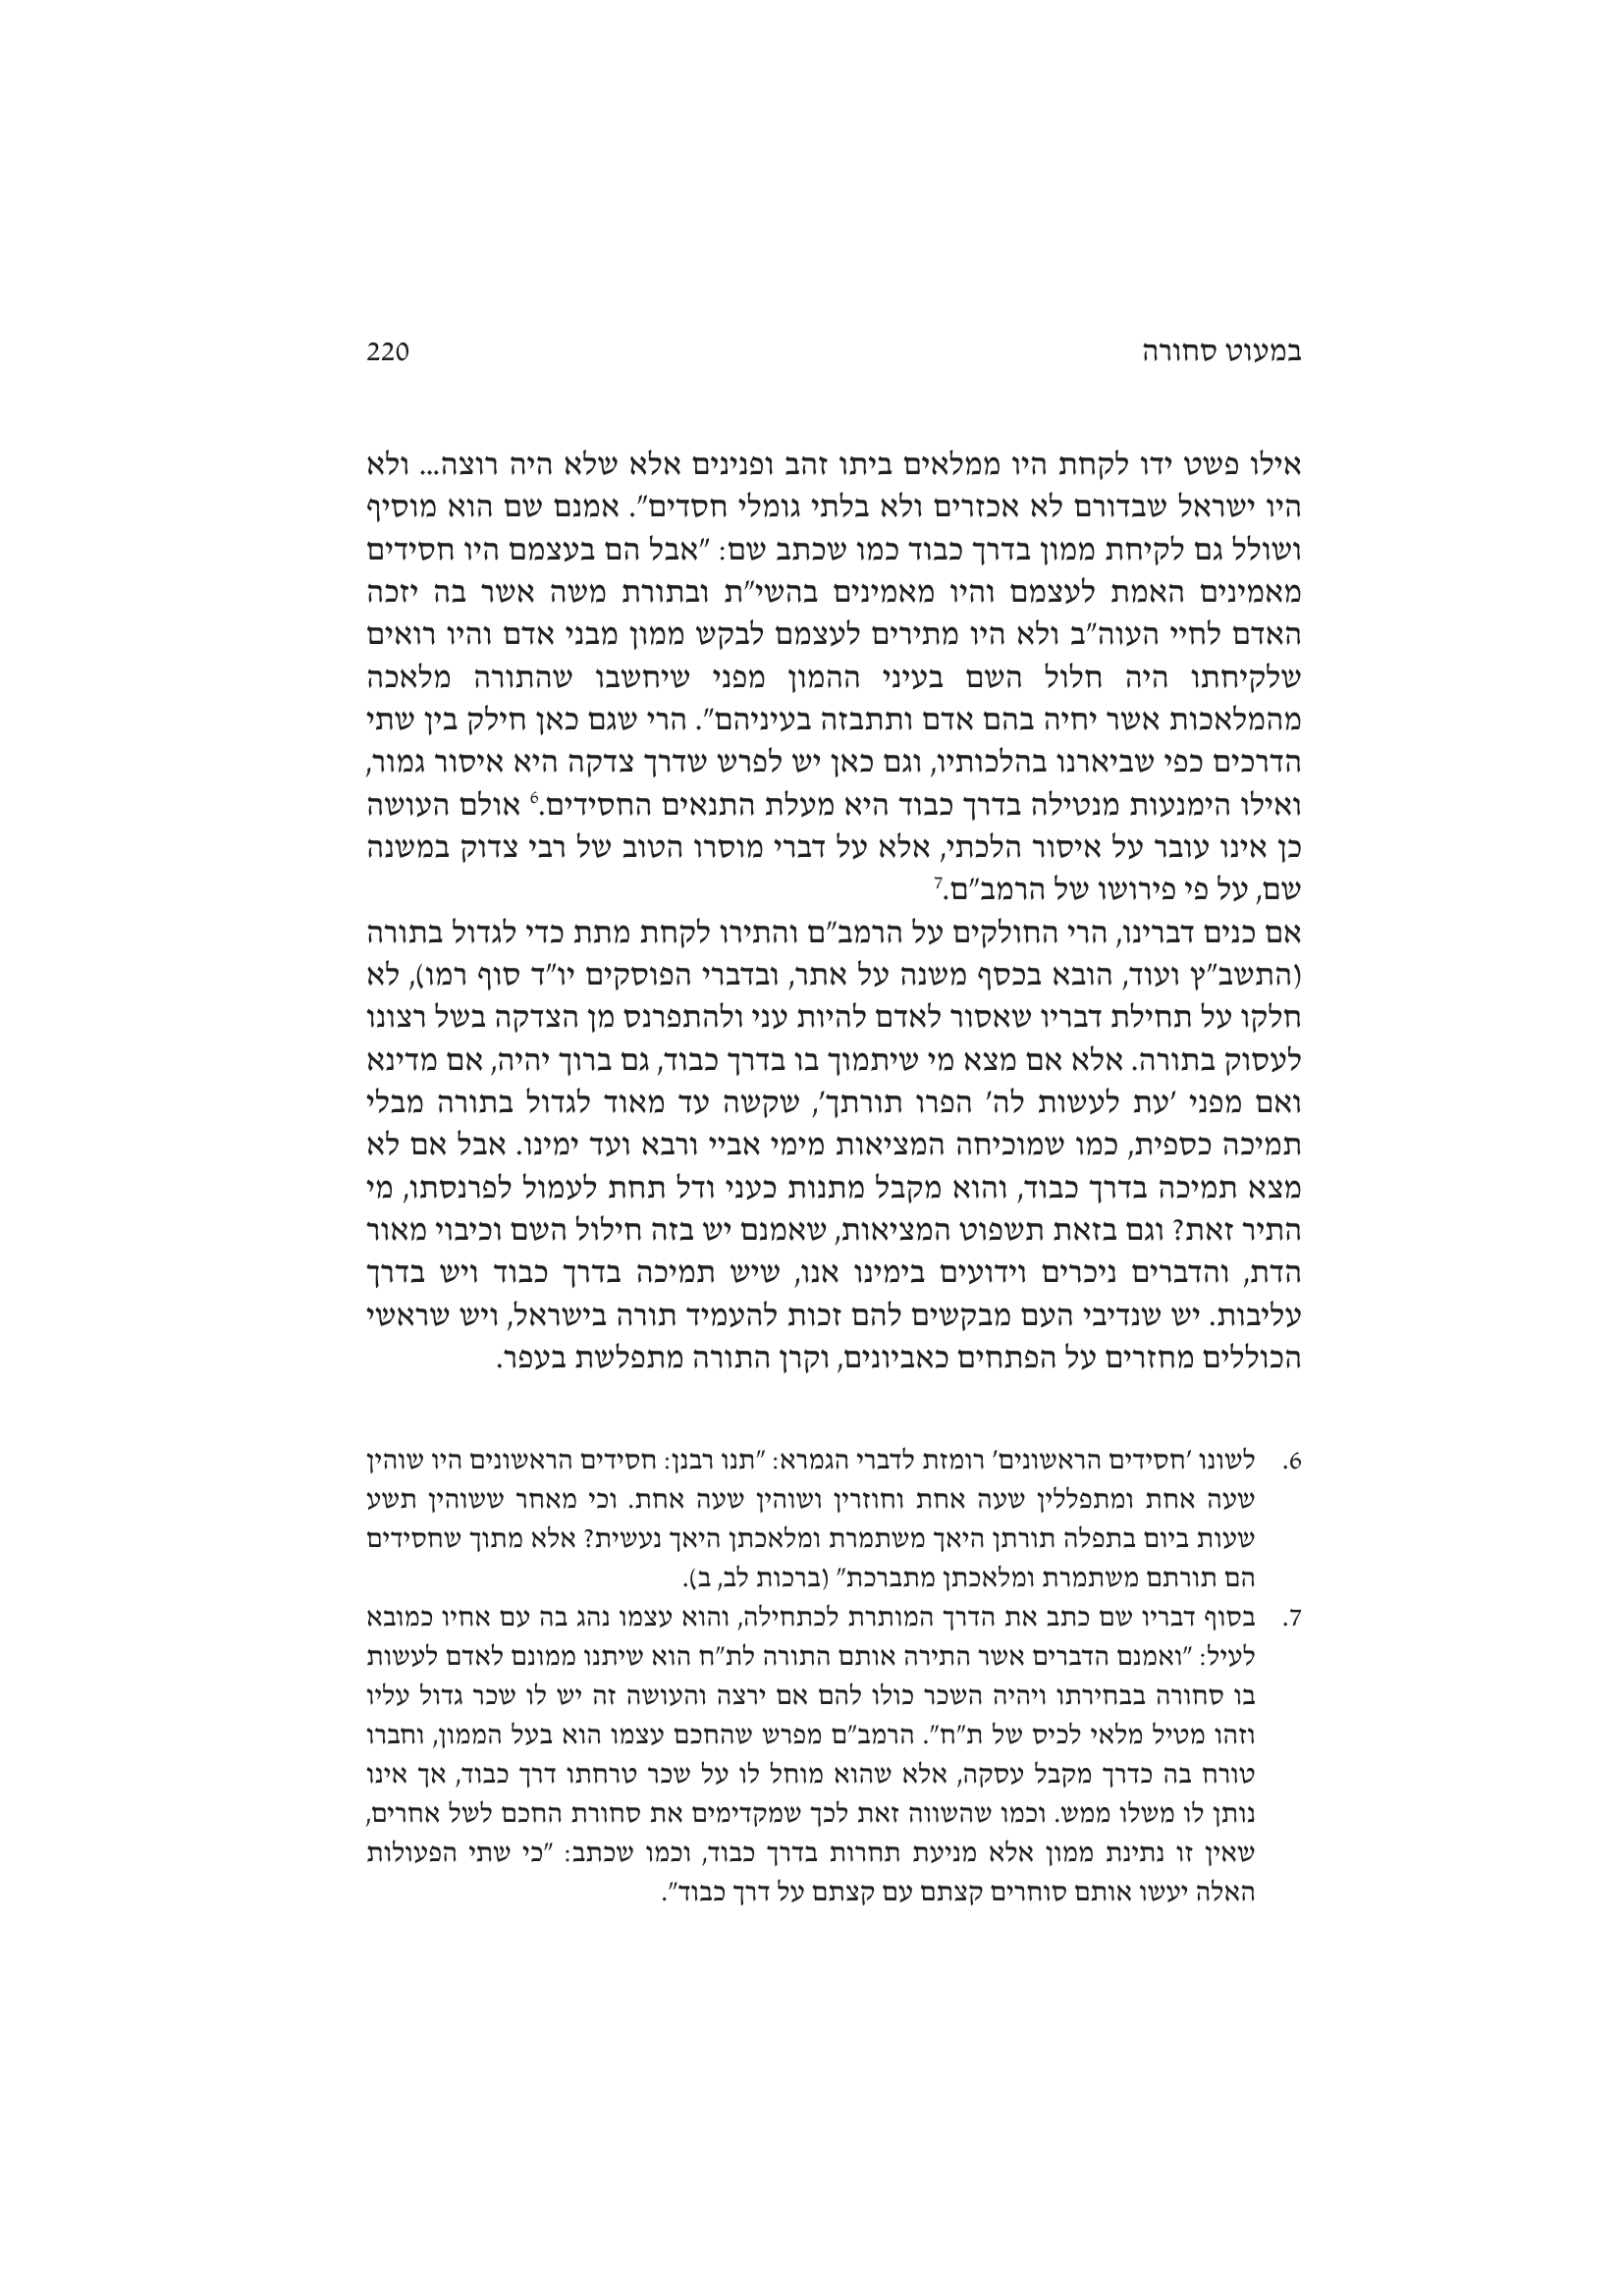 במעוט סחורה 220
אילו פשט ידו לקחת היו ממלאים ביתו זהב ופנינים אלא שלא היה רוצה... ולא
היו ישראל שבדורם לא אכזרים ולא בלתי גומלי חסדים". אמנם שם הוא מוסיף
ושולל גם לקיחת ממון בדרך כבוד כמו שכתב שם: "אבל הם בעצמם היו חסידים
מאמינים האמת לעצמם והיו מאמינים בהשי"ת ובתורת משה אשר בה יזכה
האדם לחיי העוה"ב ולא היו מתירים לעצמם לבקש ממון מבני אדם והיו רואים
שלקיחתו היה חלול השם בעיני ההמון מפני שיחשבו שהתורה מלאכה
מהמלאכות אשר יחיה בהם אדם ותתבזה בעיניהם". הרי שגם כאן חילק בין שתי
הדרכים כפי שביארנו בהלכותיו, וגם כאן יש לפרש שדרך צדקה היא איסור גמור,
ואילו הימנעות מנטילה בדרך כבוד היא מעלת התנאים החסידים.6 אולם העושה
כן אינו עובר על איסור הלכתי, אלא על דברי מוסרו הטוב של רבי צדוק במשנה
שם, על פי פירושו של הרמב"ם.7
אם כנים דברינו, הרי החולקים על הרמב"ם והתירו לקחת מתת כדי לגדול בתורה
(התשב"ץ ועוד, הובא בכסף משנה על אתר, ובדברי הפוסקים יו"ד סוף רמו), לא
חלקו על תחילת דבריו שאסור לאדם להיות עני ולהתפרנס מן הצדקה בשל רצונו
לעסוק בתורה. אלא אם מצא מי שיתמוך בו בדרך כבוד, גם ברוך יהיה, אם מדינא
ואם מפני 'עת לעשות לה' הפרו תורתך', שקשה עד מאוד לגדול בתורה מבלי
תמיכה כספית, כמו שמוכיחה המציאות מימי אביי ורבא ועד ימינו. אבל אם לא
מצא תמיכה בדרך כבוד, והוא מקבל מתנות כעני ודל תחת לעמול לפרנסתו, מי
התיר זאת? וגם בזאת תשפוט המציאות, שאמנם יש בזה חילול השם וכיבוי מאור
הדת, והדברים ניכרים וידועים בימינו אנו, שיש תמיכה בדרך כבוד ויש בדרך
עליבות. יש שנדיבי העם מבקשים להם זכות להעמיד תורה בישראל, ויש שראשי
הכוללים מחזרים על הפתחים כאביונים, וקרן התורה מתפלשת בעפר.
6. לשונו 'חסידים הראשונים' רומזת לדברי הגמרא: "תנו רבנן: חסידים הראשונים היו שוהין
שעה אחת ומתפללין שעה אחת וחוזרין ושוהין שעה אחת. וכי מאחר ששוהין תשע
שעות ביום בתפלה תורתן היאך משתמרת ומלאכתן היאך נעשית? אלא מתוך שחסידים
הם תורתם משתמרת ומלאכתן מתברכת" (ברכות לב, ב).
7. בסוף דבריו שם כתב את הדרך המותרת לכתחילה, והוא עצמו נהג בה עם אחיו כמובא
לעיל: "ואמנם הדברים אשר התירה אותם התורה לת"ח הוא שיתנו ממונם לאדם לעשות
בו סחורה בבחירתו ויהיה השכר כולו להם אם ירצה והעושה זה יש לו שכר גדול עליו
וזהו מטיל מלאי לכיס של ת"ח". הרמב"ם מפרש שהחכם עצמו הוא בעל הממון, וחברו
טורח בה כדרך מקבל עסקה, אלא שהוא מוחל לו על שכר טרחתו דרך כבוד, אך אינו
נותן לו משלו ממש. וכמו שהשווה זאת לכך שמקדימים את סחורת החכם לשל אחרים,
שאין זו נתינת ממון אלא מניעת תחרות בדרך כבוד, וכמו שכתב: "כי שתי הפעולות
האלה יעשו אותם סוחרים קצתם עם קצתם על דרך כבוד".